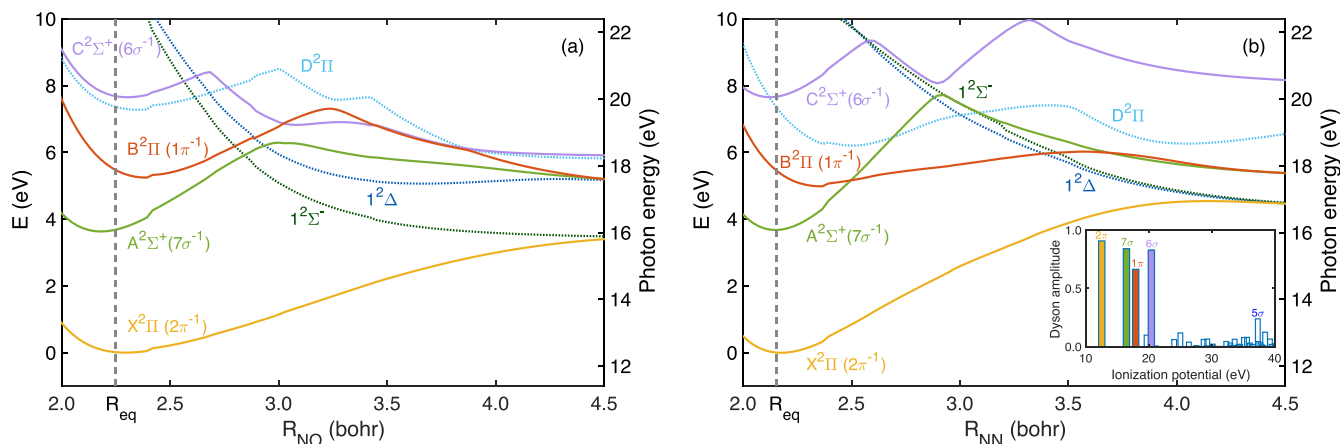 10
8
6
4
2
0
E (eV)
C²Σ⁺(6σ⁻¹)
D²Π
(a)
B²Π (1π⁻¹)
1²Δ
1²Σ⁻
A²Σ⁺(7σ⁻¹)
X²Π (2π⁻¹)
22
20
18
16
14
12
Photon energy (eV)
2.0
R_eq
2.5
3.0
3.5
4.0
4.5
R_NO (bohr)
10
8
6
4
2
0
E (eV)
(b)
1²Σ⁻
C²Σ⁺(6σ⁻¹)
D²Π
B²Π (1π⁻¹)
1²Δ
A²Σ⁺(7σ⁻¹)
X²Π (2π⁻¹)
1.0
0.5
0.0
Dyson amplitude
2π
7σ
1π
6σ
5σ
10
20
30
40
Ionization potential (eV)
22
20
18
16
14
12
Photon energy (eV)
2.0
R_eq
2.5
3.0
3.5
4.0
4.5
R_NN (bohr)